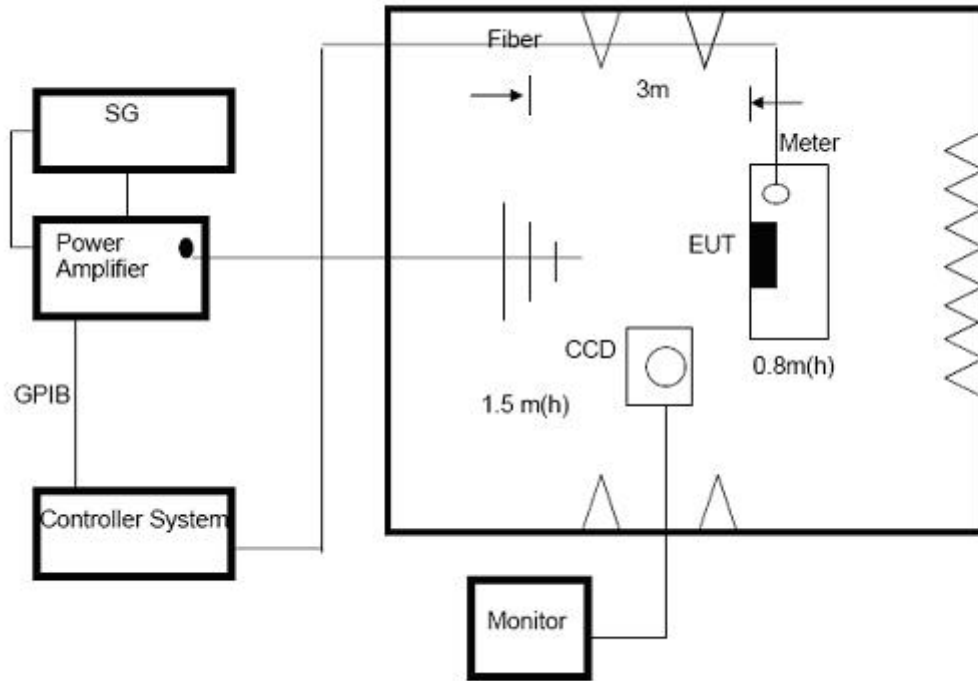 Fiber
3m
SG
Meter
Power
Amplifier
EUT
CCD
0.8m(h)
GPIB
1.5 m(h)
Controller System
Monitor